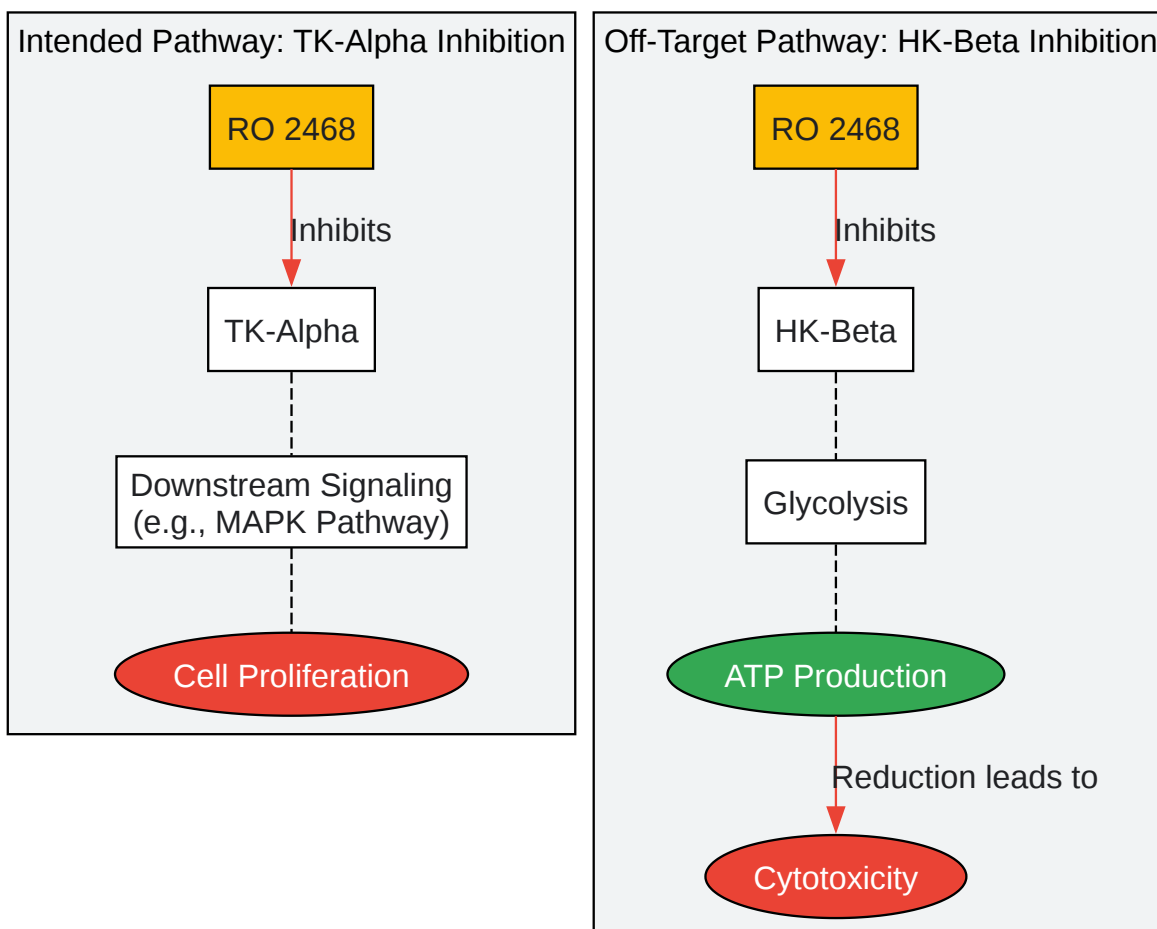 Intended Pathway: TK-Alpha Inhibition
RO 2468
Inhibits
TK-Alpha
Downstream Signaling
(e.g., MAPK Pathway)
Cell Proliferation
Off-Target Pathway: HK-Beta Inhibition
RO 2468
Inhibits
HK-Beta
Glycolysis
ATP Production
Reduction leads to
Cytotoxicity